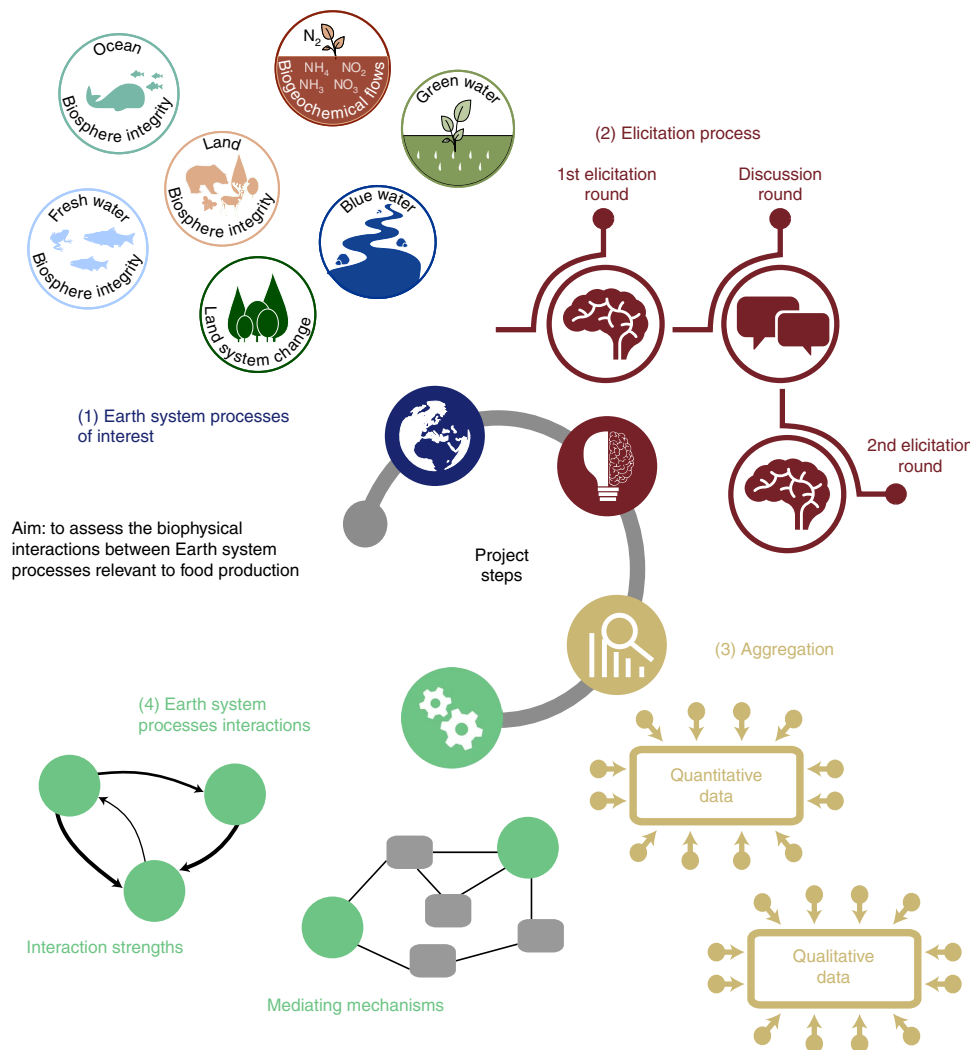 Ocean
Biosphere integrity
N2
NH4 NO2
NH3 NO3
Biogeochemical flows
Green water
Land
Biosphere integrity
Fresh water
Biosphere integrity
Blue water
Land system change
(1) Earth system processes
of interest
(2) Elicitation process
1st elicitation
round
Discussion
round
2nd elicitation
round
Aim: to assess the biophysical
interactions between Earth system
processes relevant to food production
Project
steps
(3) Aggregation
Quantitative
data
Qualitative
data
(4) Earth system
processes interactions
Interaction strengths
Mediating mechanisms